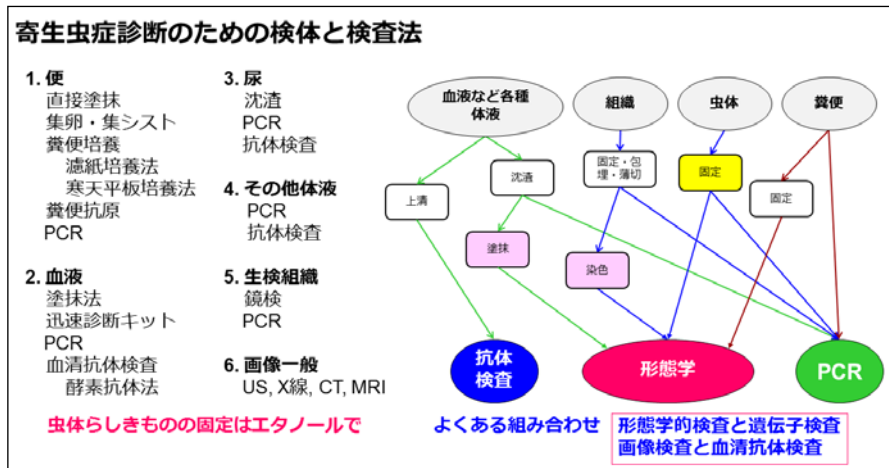 寄生虫症診断のための検体と検査法
1. 便
直接塗抹
集卵・集シスト
糞便培養
濾紙培養法
寒天平板培養法
糞便抗原
PCR
2. 血液
塗抹法
迅速診断キット
PCR
血清抗体検査
酵素抗体法
3. 尿
沈渣
PCR
抗体検査
4. その他体液
PCR
抗体検査
5. 生検組織
鏡検
PCR
6. 画像一般
US, X線, CT, MRI
虫体らしきものの固定はエタノールで
血液など各種
体液
組織
虫体
糞便
上清
沈渣
固定・包
埋・薄切
固定
固定
塗抹
染色
抗体
検査
形態学
PCR
よくある組み合わせ
形態学的検査と遺伝子検査
画像検査と血清抗体検査